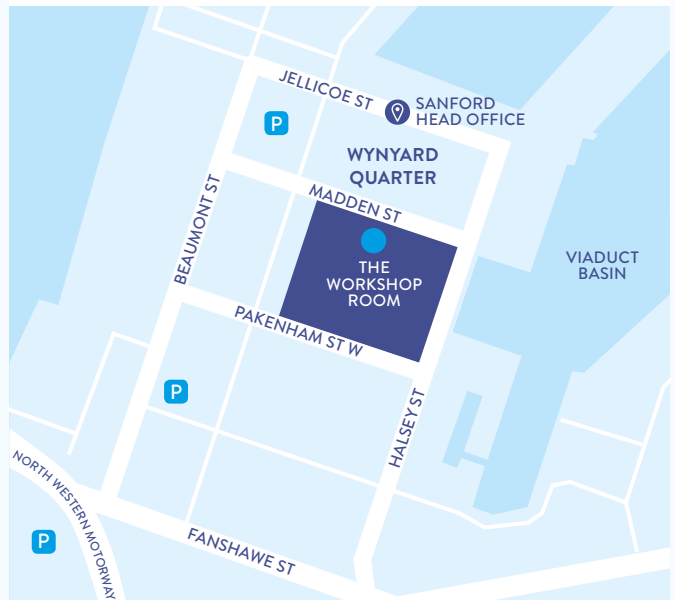 JELLICOE ST
SANFORD
HEAD OFFICE
P
WYNYARD
QUARTER
MADDEN ST
BEAUMONT ST
THE
WORKSHOP
ROOM
VIADUCT
BASIN
PAKENHAM ST W
P
HALSEY ST
NORTH WESTERN MOTORWAY
P
FANSHAWE ST